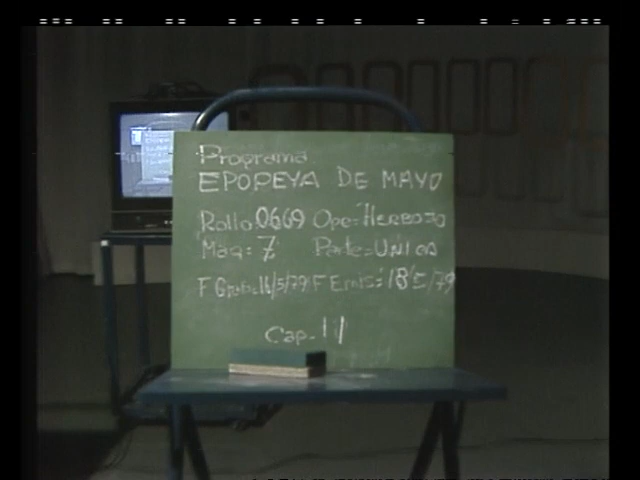 Programa
EPOPEYA DE MAYO
Rollo: 0669 Ope=HERBOZO
Maq= 7 Parte=UNICA
F Grab.=16/5/79 F Emis: 18/5/79
Cap. 11